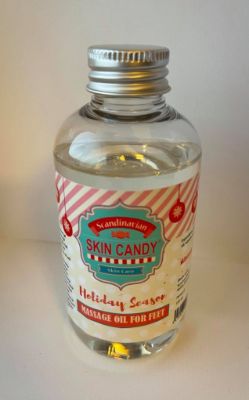 Scandinavian
SKIN CANDY
Skin Care
Holiday Season
MASSAGE OIL FOR FEET